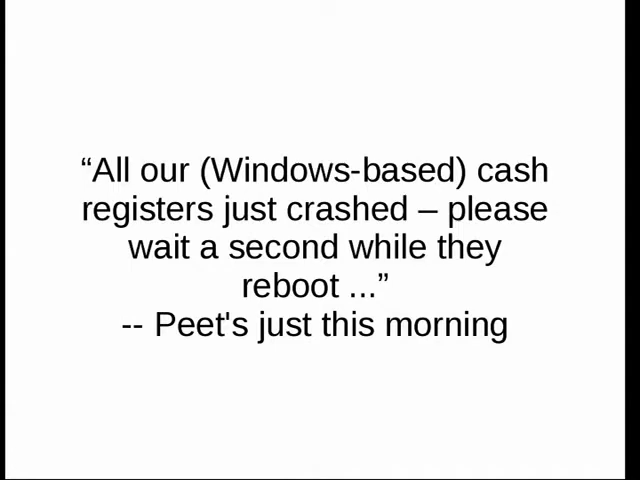 “All our (Windows-based) cash
registers just crashed – please
wait a second while they
reboot ...”
-- Peet's just this morning